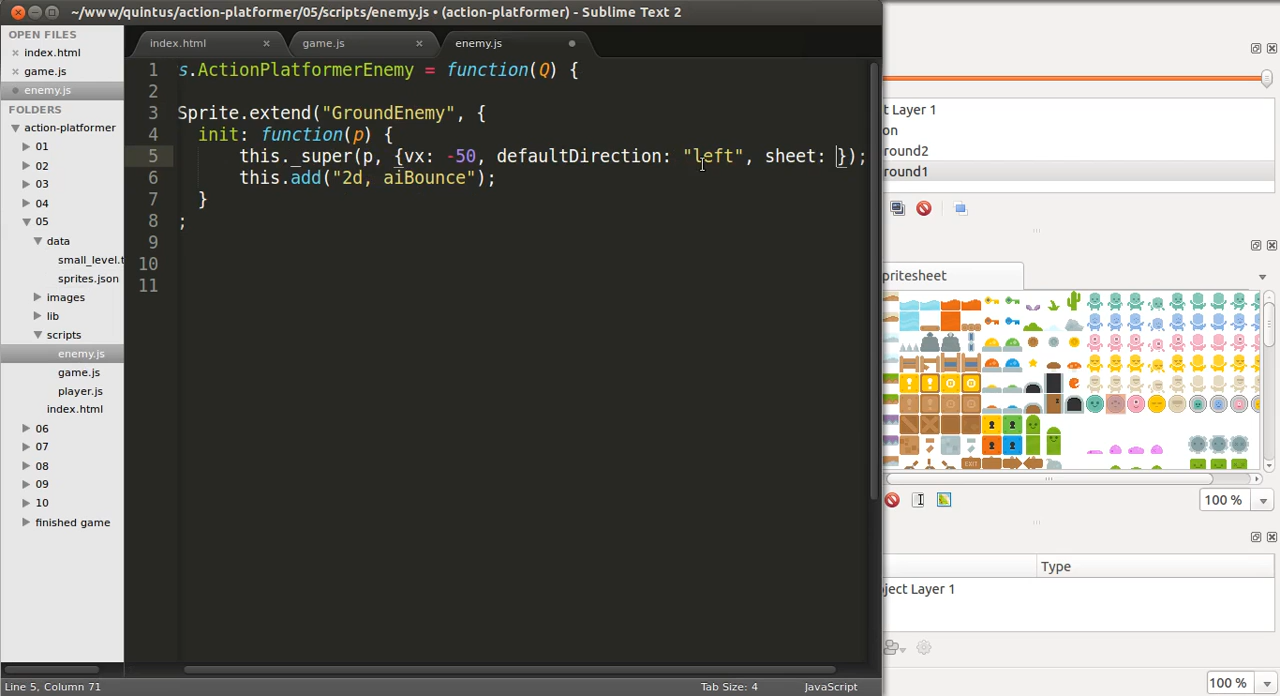 ~/www/quintus/action-platformer/05/scripts/enemy.js • (action-platformer) - Sublime Text 2
OPEN FILES
index.html
game.js
enemy.js
FOLDERS
action-platformer
01
02
03
04
05
data
small_level.t
sprites.json
images
lib
scripts
enemy.js
game.js
player.js
index.html
06
07
08
09
10
finished game
index.html
game.js
enemy.js
1 s.ActionPlatformerEnemy = function(Q) {
2
3 Sprite.extend("GroundEnemy", {
4 init: function(p) {
5 this._super(p, {vx: -50, defaultDirection: "left", sheet: });
6 this.add("2d, aiBounce");
7 }
8 ;
9
10
11
Line 5, Column 71
Tab Size: 4
JavaScript
t Layer 1
on
round2
round1
pritesheet
EXIT
100 %
Type
ject Layer 1
100 %